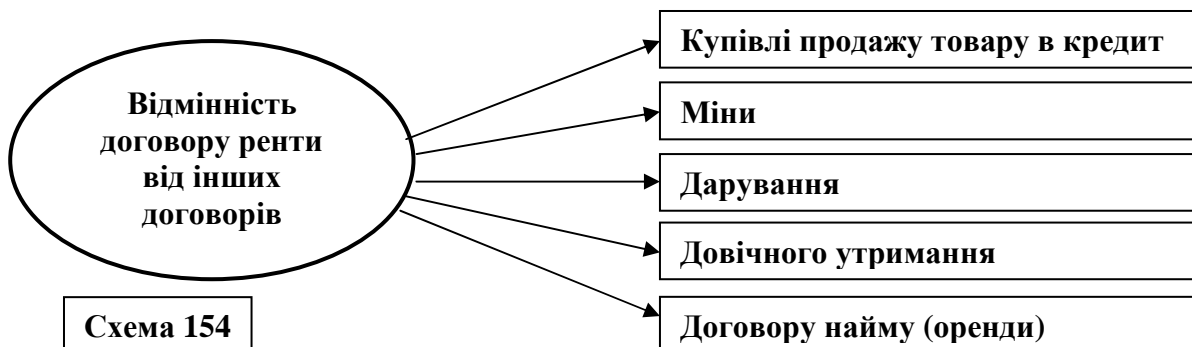 Відмінність
договору ренти
від інших
договорів
Купівлі продажу товару в кредит
Міни
Дарування
Довічного утримання
Договору найму (оренди)
Схема 154